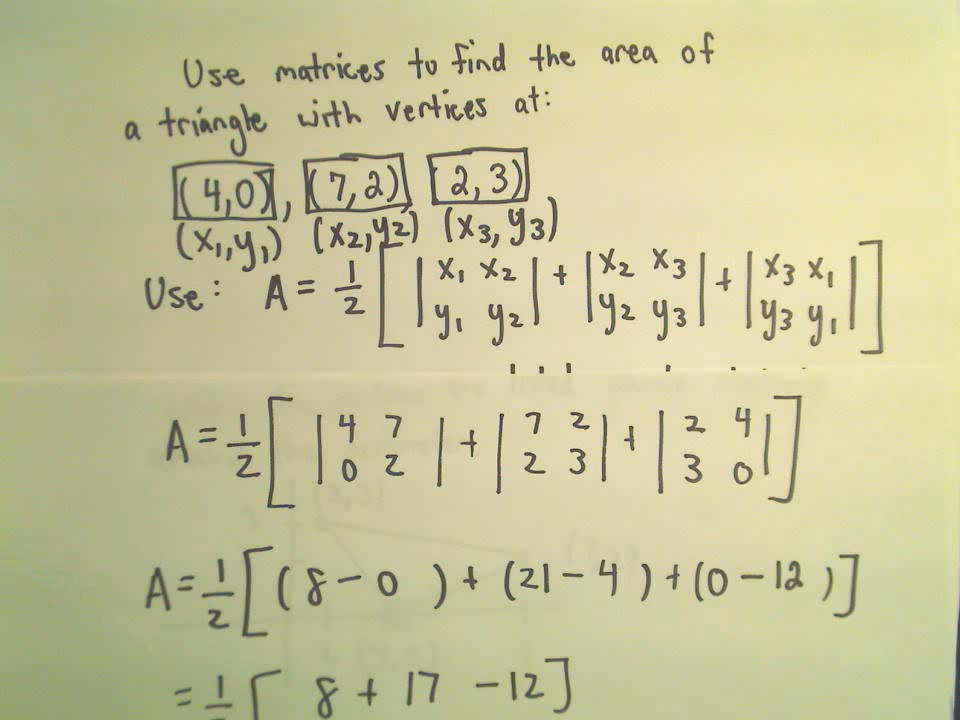 Use matrices to find the area of
a triangle with vertices at:
(4,0), (7,2) (2,3)
(x₁,y₁) (x₂,y₂) (x₃,y₃)
Use: A = 1/2 [ | x₁ x₂ | + | x₂ x₃ | + | x₃ x₁ | ]
y₁ y₂ y₂ y₃ y₃ y₁
A = 1/2 [ | 4 7 | + | 7 2 | + | 2 4 | ]
0 2 2 3 3 0
A = 1/2 [ ( 8 - 0 ) + (21 - 4 ) + (0 - 12 ) ]
= 1/2 [ 8 + 17 - 12 ]